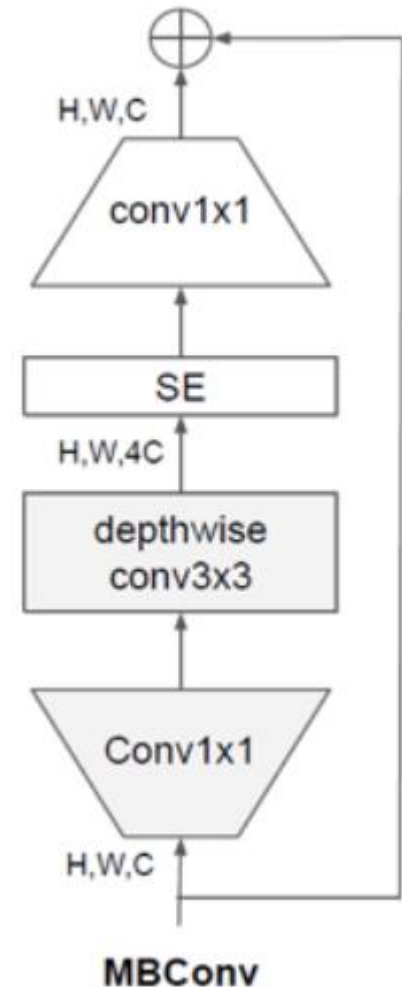 H,W,C
conv1x1
SE
H,W,4C
depthwise
conv3x3
Conv1x1
H,W,C
MBConv